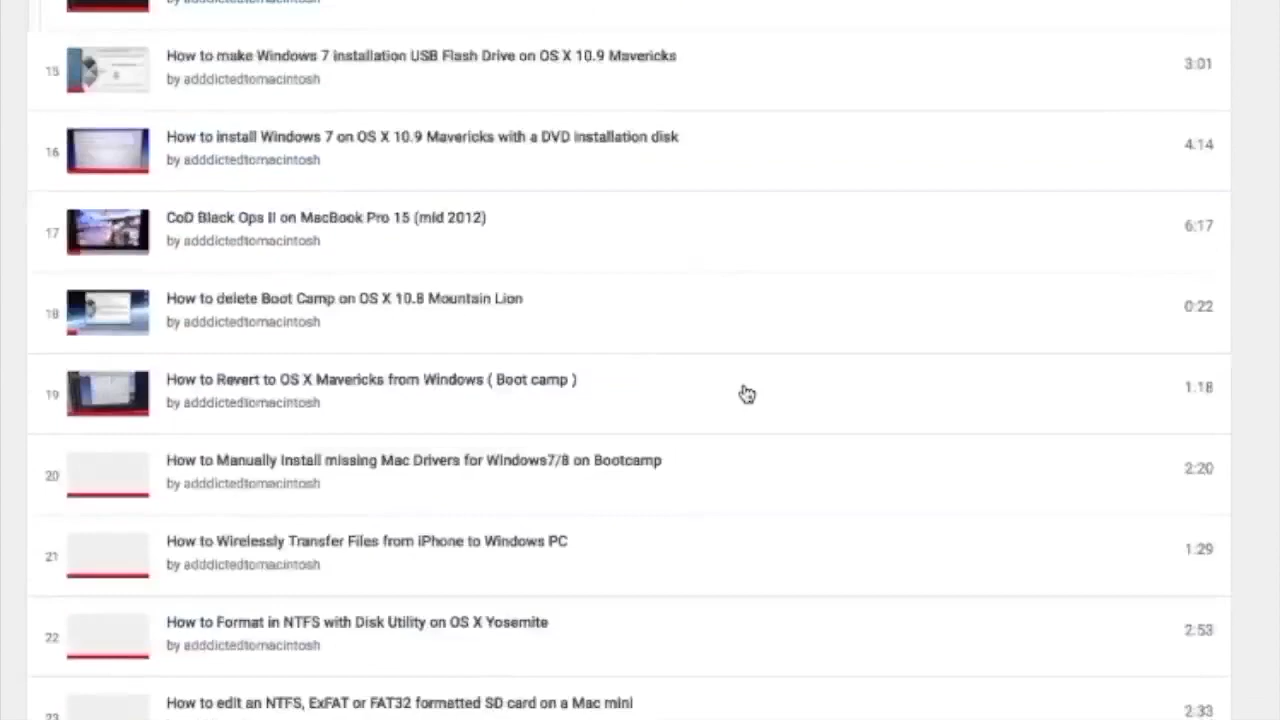 15
How to make Windows 7 installation USB Flash Drive on OS X 10.9 Mavericks
by adddictedtomacintosh
3:01
16
How to install Windows 7 on OS X 10.9 Mavericks with a DVD installation disk
by adddictedtomacintosh
4:14
17
CoD Black Ops II on MacBook Pro 15 (mid 2012)
by adddictedtomacintosh
6:17
18
How to delete Boot Camp on OS X 10.8 Mountain Lion
by adddictedtomacintosh
0:22
19
How to Revert to OS X Mavericks from Windows ( Boot camp )
by adddictedtomacintosh
1:18
20
How to Manually Install missing Mac Drivers for Windows7/8 on Bootcamp
by adddictedtomacintosh
2:20
21
How to Wirelessly Transfer Files from iPhone to Windows PC
by adddictedtomacintosh
1:29
22
How to Format in NTFS with Disk Utility on OS X Yosemite
by adddictedtomacintosh
2:53
23
How to edit an NTFS, ExFAT or FAT32 formatted SD card on a Mac mini
2:33